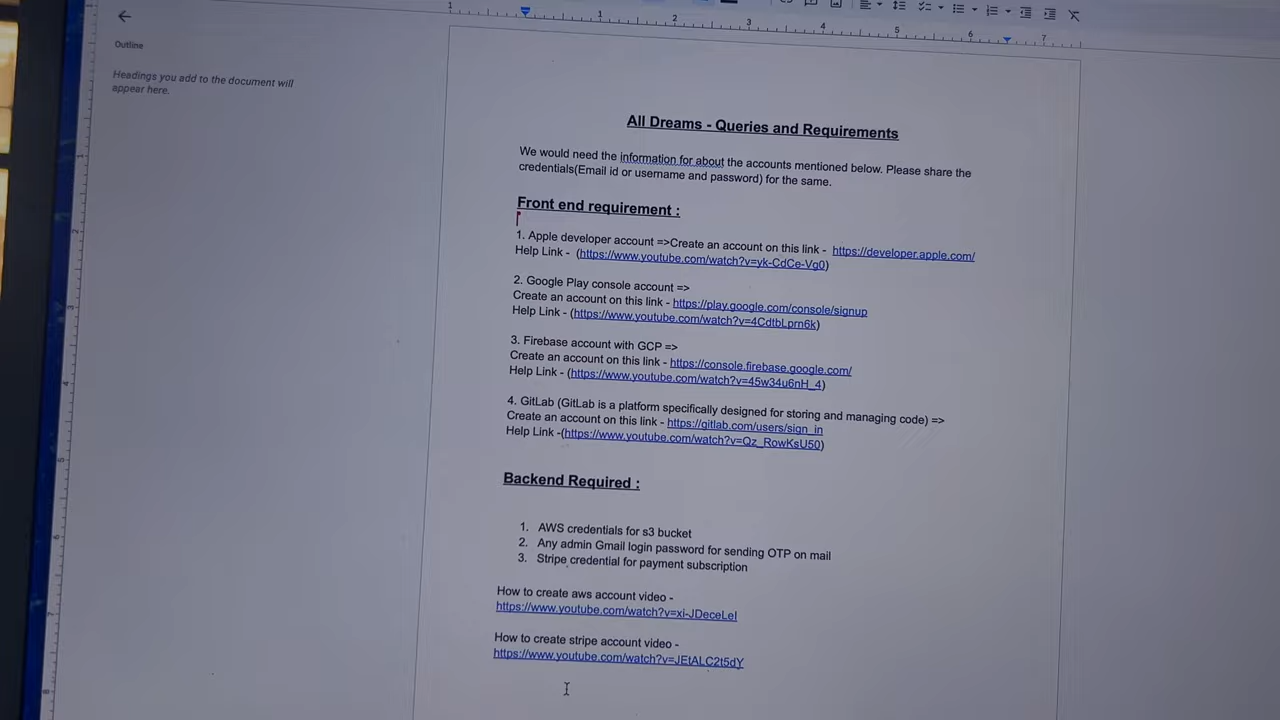 1 1 2 3 4 5 6 7
Outline
Headings you add to the document will
appear here.
All Dreams - Queries and Requirements
We would need the information for about the accounts mentioned below. Please share the
credentials(Email id or username and password) for the same.
Front end requirement :
1. Apple developer account =>Create an account on this link - https://developer.apple.com/
Help Link - (https://www.youtube.com/watch?v=yk-CdCe-Vg0)
2. Google Play console account =>
Create an account on this link - https://play.google.com/console/signup
Help Link - (https://www.youtube.com/watch?v=4CdtbLprn6k)
3. Firebase account with GCP =>
Create an account on this link - https://console.firebase.google.com/
Help Link - (https://www.youtube.com/watch?v=45w34u6nH_4)
4. GitLab (GitLab is a platform specifically designed for storing and managing code) =>
Create an account on this link - https://gitlab.com/users/sign_in
Help Link -(https://www.youtube.com/watch?v=Qz_RowKsU50)
Backend Required :
1. AWS credentials for s3 bucket
2. Any admin Gmail login password for sending OTP on mail
3. Stripe credential for payment subscription
How to create aws account video -
https://www.youtube.com/watch?v=xi-JDeceLeI
How to create stripe account video -
https://www.youtube.com/watch?v=JEtALC2t5dY